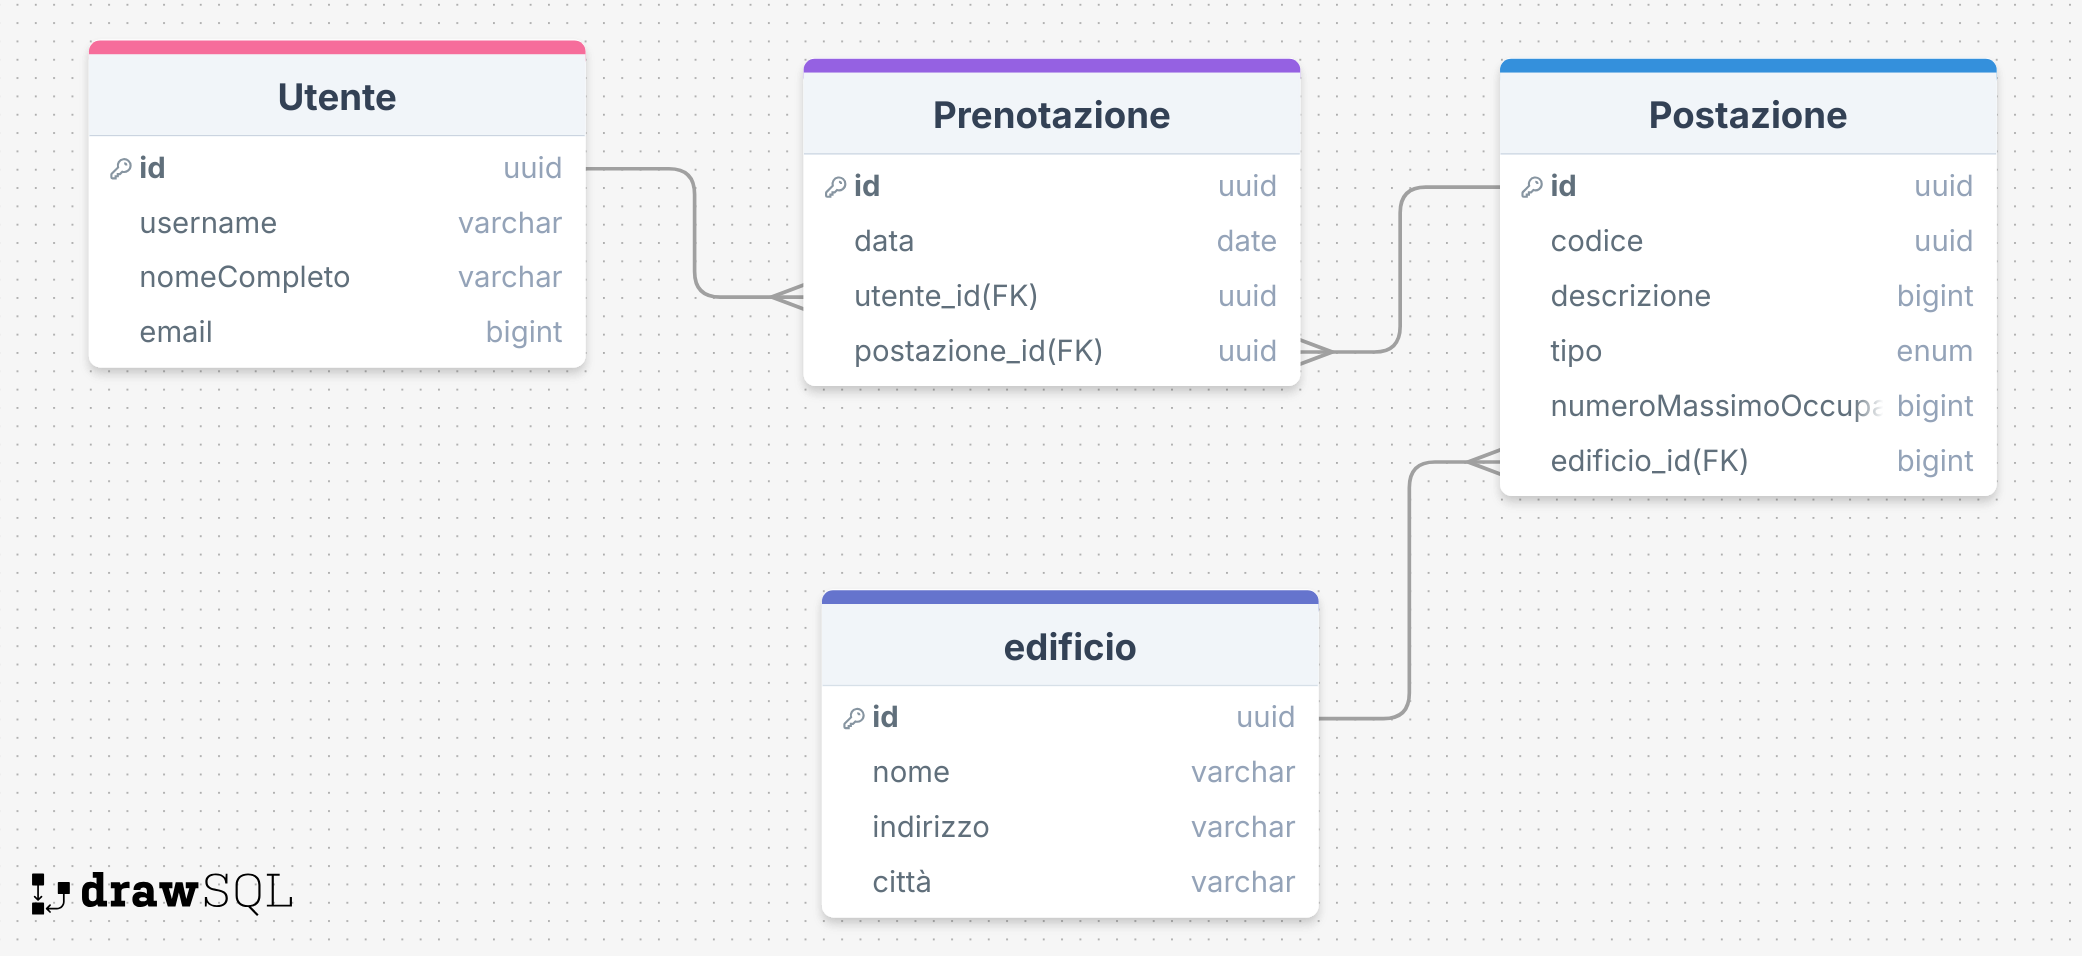 Utente
id uuid
username varchar
nomeCompleto varchar
email bigint
Prenotazione
id uuid
data date
utente_id(FK) uuid
postazione_id(FK) uuid
Postazione
id uuid
codice uuid
descrizione bigint
tipo enum
numeroMassimoOccupa bigint
edificio_id(FK) bigint
edificio
id uuid
nome varchar
indirizzo varchar
città varchar
drawSQL